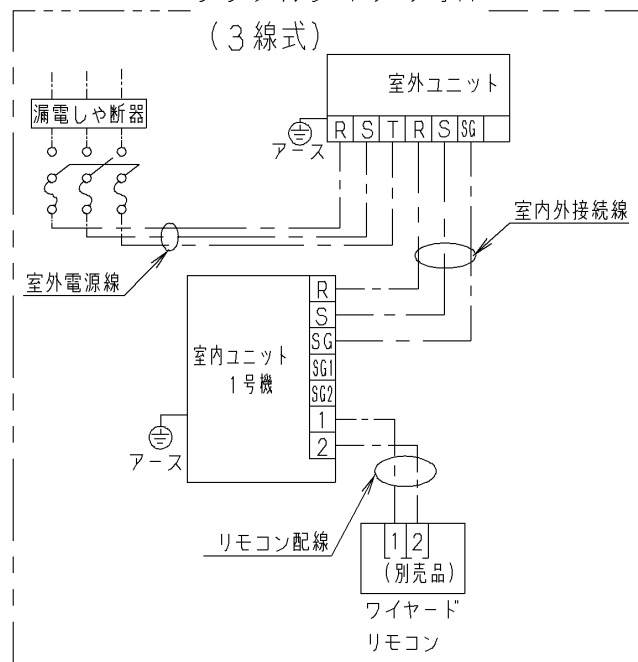 (3線式)
室外ユニット
漏電しゃ断器
アース
R S T R S SG
室内外接続線
室外電源線
R
S
SG
SG1
SG2
1
2
室内ユニット
1号機
アース
リモコン配線
1 2
(別売品)
ワイヤード
リモコン